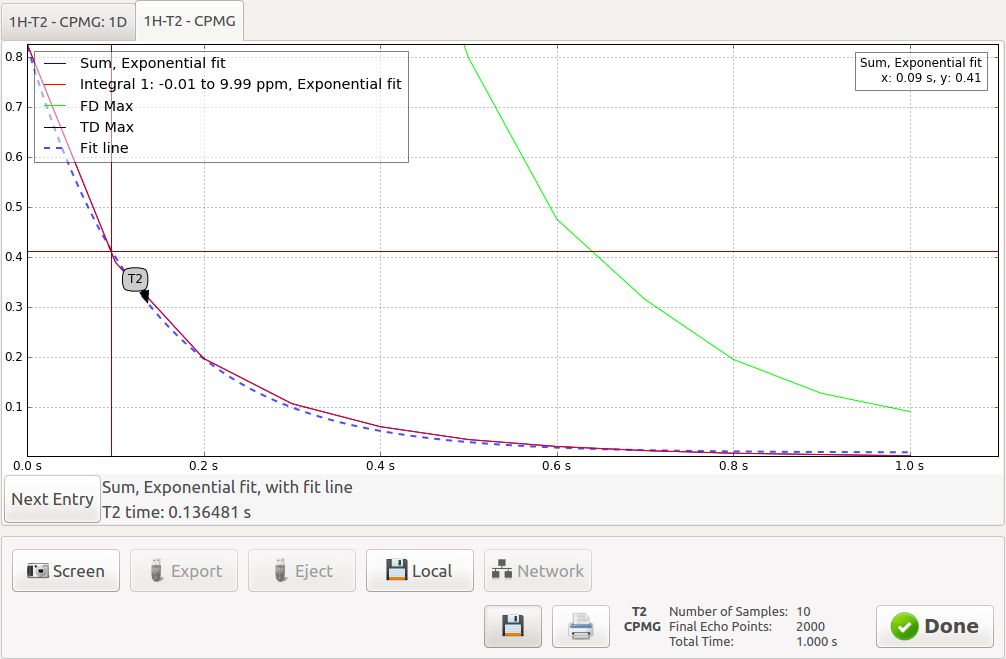 1H-T2 - CPMG: 1D
1H-T2 - CPMG
Sum, Exponential fit
Integral 1: -0.01 to 9.99 ppm, Exponential fit
FD Max
TD Max
Fit line
Sum, Exponential fit
x: 0.09 s, y: 0.41
0.8
0.7
0.6
0.5
0.4
0.3
0.2
0.1
T2
0.0 s
0.2 s
0.4 s
0.6 s
0.8 s
1.0 s
Next Entry
Sum, Exponential fit, with fit line
T2 time: 0.136481 s
Screen
Export
Eject
Local
Network
T2
CPMG
Number of Samples: 10
Final Echo Points: 2000
Total Time: 1.000 s
Done